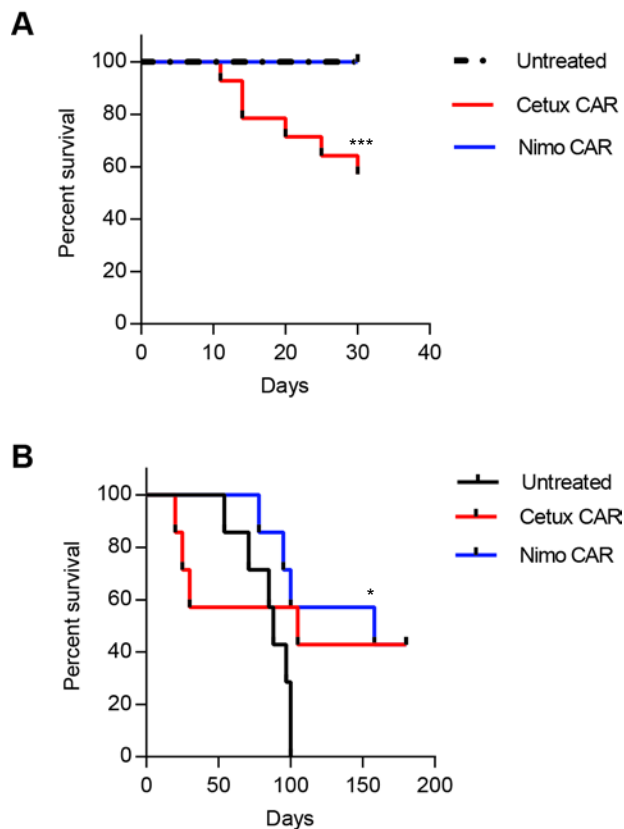 A
Percent survival
100
80
60
40
20
0
0 10 20 30 40
Days
***
Untreated
Cetux CAR
Nimo CAR
B
Percent survival
100
80
60
40
20
0
0 50 100 150 200
Days
*
Untreated
Cetux CAR
Nimo CAR